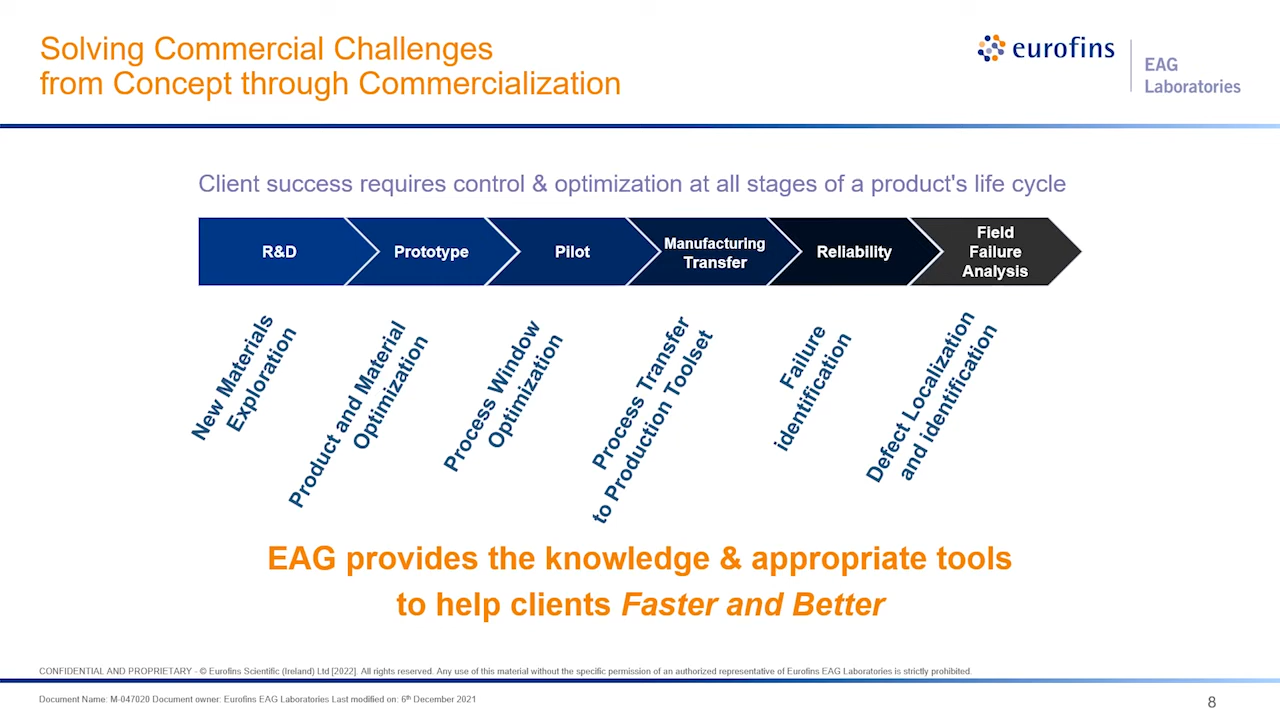 Solving Commercial Challenges
from Concept through Commercialization
eurofins
EAG
Laboratories
Client success requires control & optimization at all stages of a product's life cycle
R&D
Prototype
Pilot
Manufacturing
Transfer
Reliability
Field
Failure
Analysis
New Materials
Exploration
Product and Material
Optimization
Process Window
Optimization
Process Transfer
to Production Toolset
Failure
identification
Defect Localization
and identification
EAG provides the knowledge & appropriate tools
to help clients Faster and Better
CONFIDENTIAL AND PROPRIETARY - © Eurofins Scientific (Ireland) Ltd [2022]. All rights reserved. Any use of this material without the specific permission of an authorized representative of Eurofins EAG Laboratories is strictly prohibited.
Document Name: M-047020 Document owner: Eurofins EAG Laboratories Last modified on: 6th December 2021
8